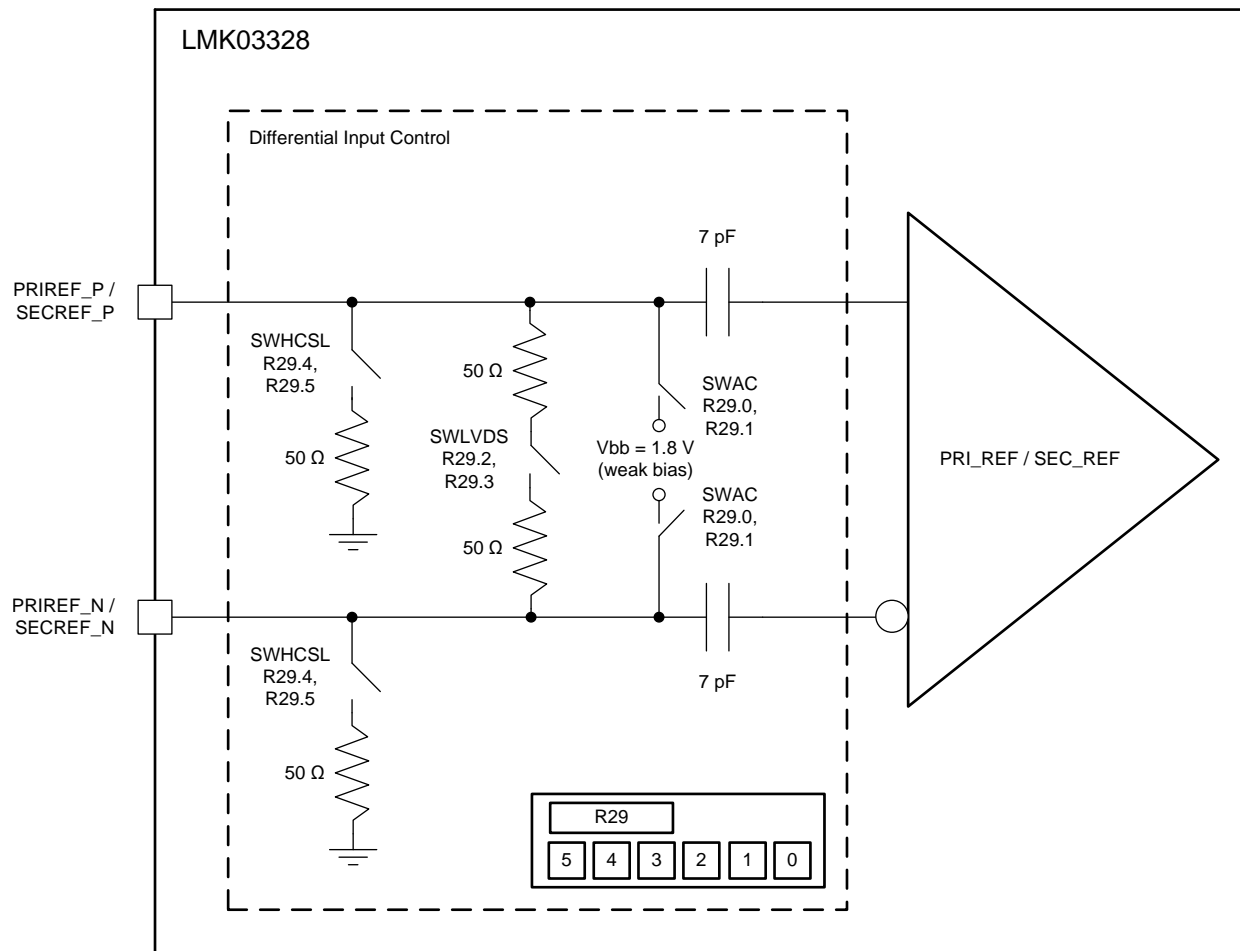 LMK03328
Differential Input Control
7 pF
PRIREF_P /
SECREF_P
SWHCSL
R29.4,
R29.5
50 Ω
50 Ω
SWLVDS
R29.2,
R29.3
50 Ω
SWAC
R29.0,
R29.1
Vbb = 1.8 V
(weak bias)
SWAC
R29.0,
R29.1
PRI_REF / SEC_REF
PRIREF_N /
SECREF_N
SWHCSL
R29.4,
R29.5
50 Ω
7 pF
R29
5 4 3 2 1 0